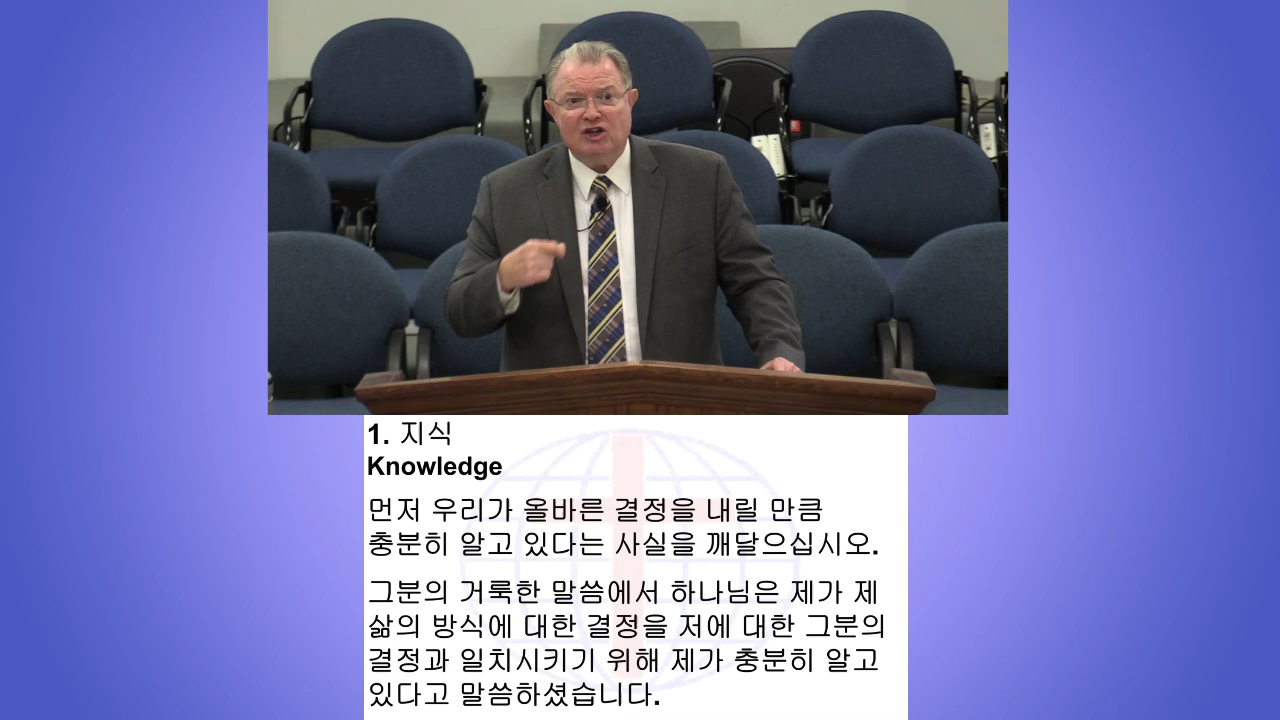 1. 지식
Knowledge
먼저 우리가 올바른 결정을 내릴 만큼
충분히 알고 있다는 사실을 깨달으십시오.
그분의 거룩한 말씀에서 하나님은 제가 제
삶의 방식에 대한 결정을 저에 대한 그분의
결정과 일치시키기 위해 제가 충분히 알고
있다고 말씀하셨습니다.